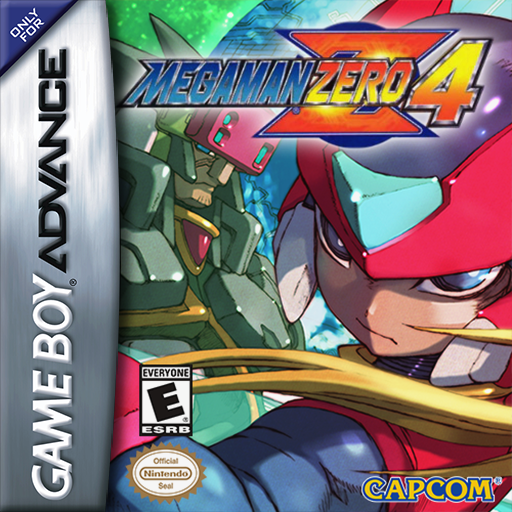 ONLY
FOR
GAME BOY ADVANCE
MEGAMAN ZERO 4
EVERYONE
E
ESRB
Official
Nintendo
Seal
CAPCOM